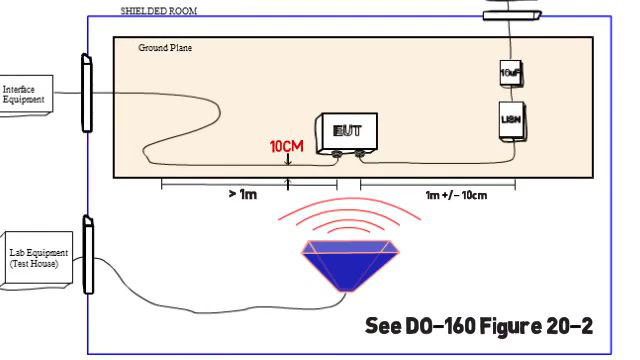 SHIELDED ROOM
Ground Plane
10uF
Interface
Equipment
LISN
EUT
10CM
> 1m
1m +/- 10cm
Lab Equipment
(Test House)
See DO-160 Figure 20-2